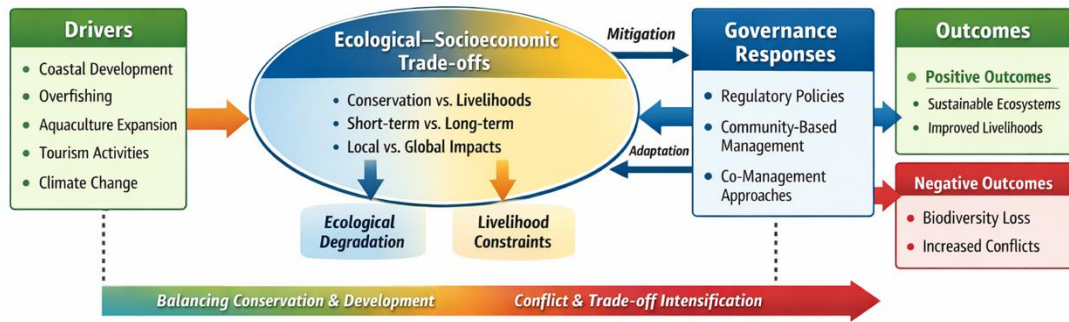 Drivers
Coastal Development
Overfishing
Aquaculture Expansion
Tourism Activities
Climate Change
Ecological–Socioeconomic
Trade-offs
Conservation vs. Livelihoods
Short-term vs. Long-term
Local vs. Global Impacts
Ecological
Degradation
Livelihood
Constraints
Mitigation
Adaptation
Governance
Responses
Regulatory Policies
Community-Based
Management
Co-Management
Approaches
Outcomes
Positive Outcomes
Sustainable Ecosystems
Improved Livelihoods
Negative Outcomes
Biodiversity Loss
Increased Conflicts
Balancing Conservation & Development
Conflict & Trade-off Intensification